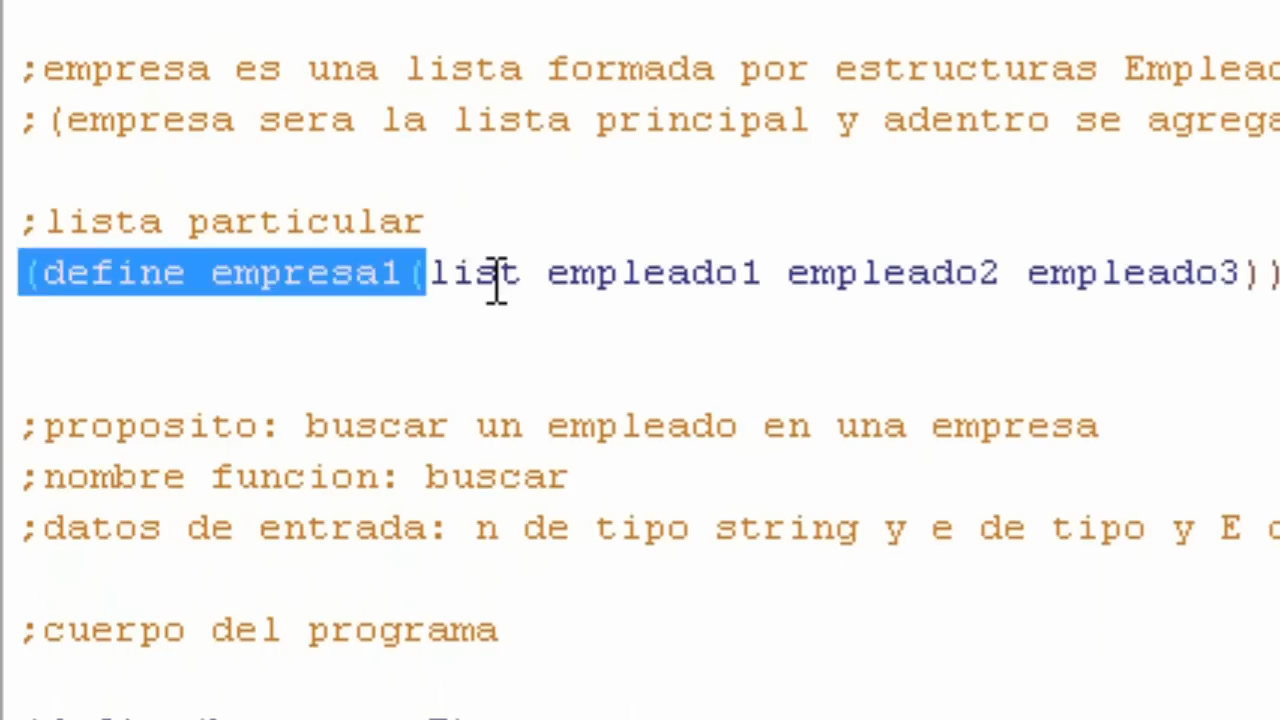 ;empresa es una lista formada por estructuras
;(empresa sera la lista principal y adentro se
;lista particular
(define empresa1(list empleado1 empleado2 empleado3))
;proposito: buscar un empleado en una empresa
;nombre funcion: buscar
;datos de entrada: n de tipo string y e de tipo y E
;cuerpo del programa